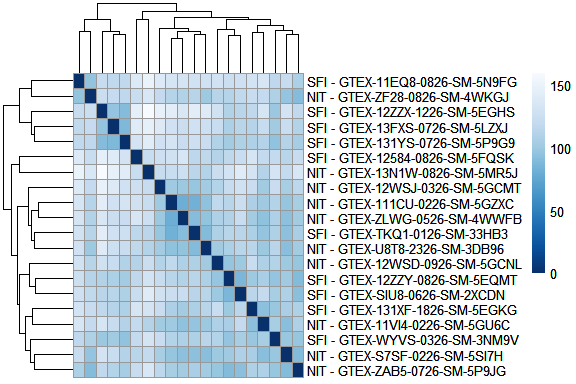 SFI - GTEX-11EQ8-0826-SM-5N9FG
NIT - GTEX-ZF28-0826-SM-4WKGJ
SFI - GTEX-12ZZX-1226-SM-5EGHS
SFI - GTEX-13FXS-0726-SM-5LZXJ
SFI - GTEX-131YS-0726-SM-5P9G9
SFI - GTEX-12584-0826-SM-5FQSK
NIT - GTEX-13N1W-0826-SM-5MR5J
NIT - GTEX-12WSJ-0326-SM-5GCMT
NIT - GTEX-111CU-0226-SM-5GZXC
NIT - GTEX-ZLWG-0526-SM-4WWFB
SFI - GTEX-TKQ1-0126-SM-33HB3
NIT - GTEX-U8T8-2326-SM-3DB96
NIT - GTEX-12WSD-0926-SM-5GCNL
SFI - GTEX-12ZZY-0826-SM-5EQMT
SFI - GTEX-SIU8-0626-SM-2XCDN
SFI - GTEX-131XF-1826-SM-5EGKG
NIT - GTEX-11VI4-0226-SM-5GU6C
SFI - GTEX-WYVS-0326-SM-3NM9V
NIT - GTEX-S7SF-0226-SM-5SI7H
NIT - GTEX-ZAB5-0726-SM-5P9JG
150
100
50
0